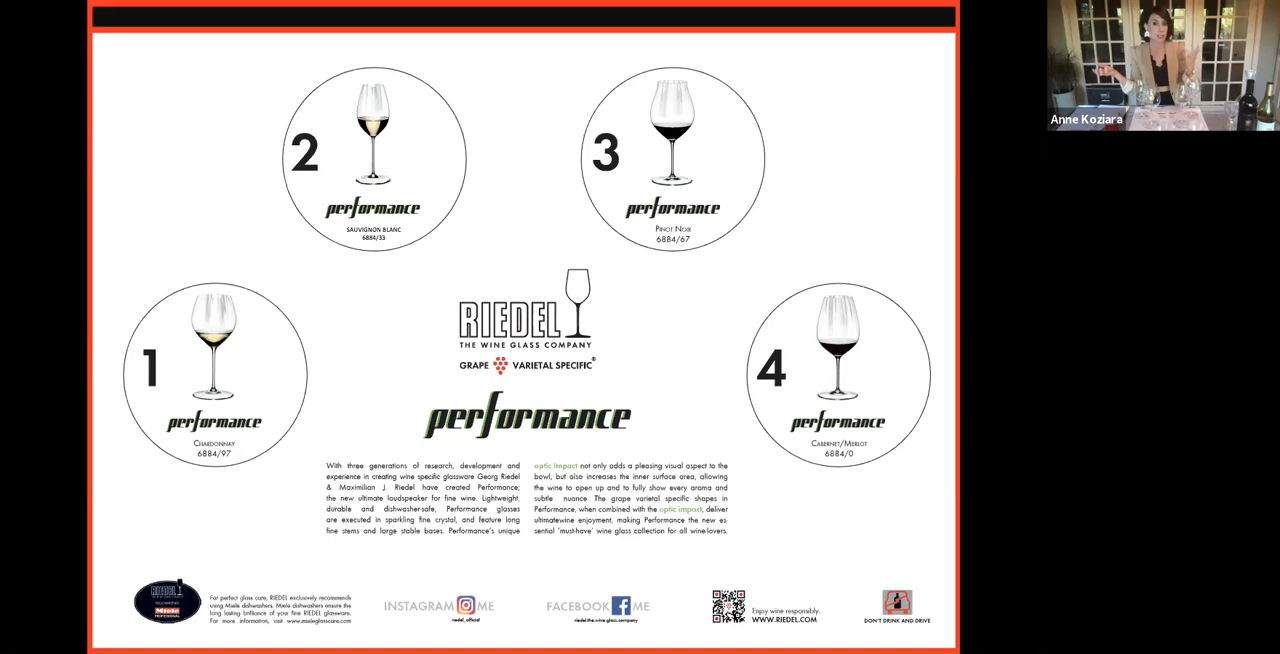 2
performance
SAUVIGNON BLANC
6884/33
3
performance
PINOT NOIR
6884/67
1
performance
CHARDONNAY
6884/97
RIEDEL
THE WINE GLASS COMPANY
GRAPE VARIETAL SPECIFIC®
performance
4
performance
CABERNET/MERLOT
6884/0
With three generations of research, development and
experience in creating wine specific glassware Georg Riedel
& Maximilian J. Riedel have created Performance;
the new ultimate loudspeaker for fine wine. Lightweight,
durable and dishwasher-safe, Performance glasses
are executed in sparkling fine crystal, and feature long
fine stems and large stable bases. Performance's unique
optic impact not only adds a pleasing visual aspect to the
bowl, but also increases the inner surface area, allowing
the wine to open up and to fully show every aroma and
subtle nuance. The grape varietal specific shapes in
Performance, when combined with the optic impact, deliver
ultimatewine enjoyment, making Performance the new es-
sential 'must-have' wine glass collection for all wine-lovers.
RIEDEL
RECOMMENDS
Miele
PROFESSIONAL
For perfect glass care, RIEDEL exclusively recommends
using Miele dishwashers. Miele dishwashers ensure the
long lasting brilliance of your fine RIEDEL glassware.
For more information, visit www.mieleglasscare.com
INSTAGRAM ME
riedel_official
FACEBOOK f ME
riedel.the.wine.glass.company
Enjoy wine responsibly.
WWW.RIEDEL.COM
DON'T DRINK AND DRIVE
Anne Koziara